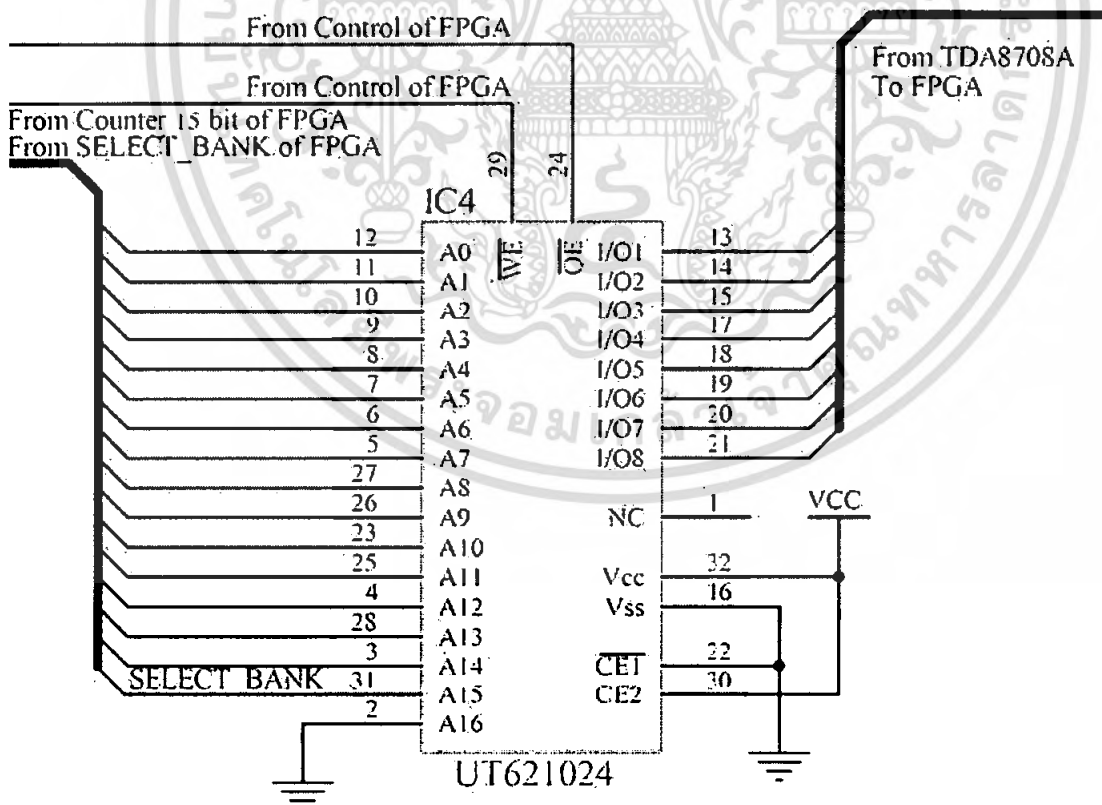 From Control of FPGA
From Control of FPGA
From Counter 15 bit of FPGA
From SELECT_BANK of FPGA
From TDA8708A
To FPGA
29
24
IC4
WE
OE
12 A0
11 A1
10 A2
9 A3
8 A4
7 A5
6 A6
5 A7
27 A8
26 A9
23 A10
25 A11
4 A12
28 A13
3 A14
SELECT BANK 31 A15
2 A16
I/O1 13
I/O2 14
I/O3 15
I/O4 17
I/O5 18
I/O6 19
I/O7 20
I/O8 21
NC 1
VCC
Vcc 32
Vss 16
CE1 22
CE2 30
UT621024